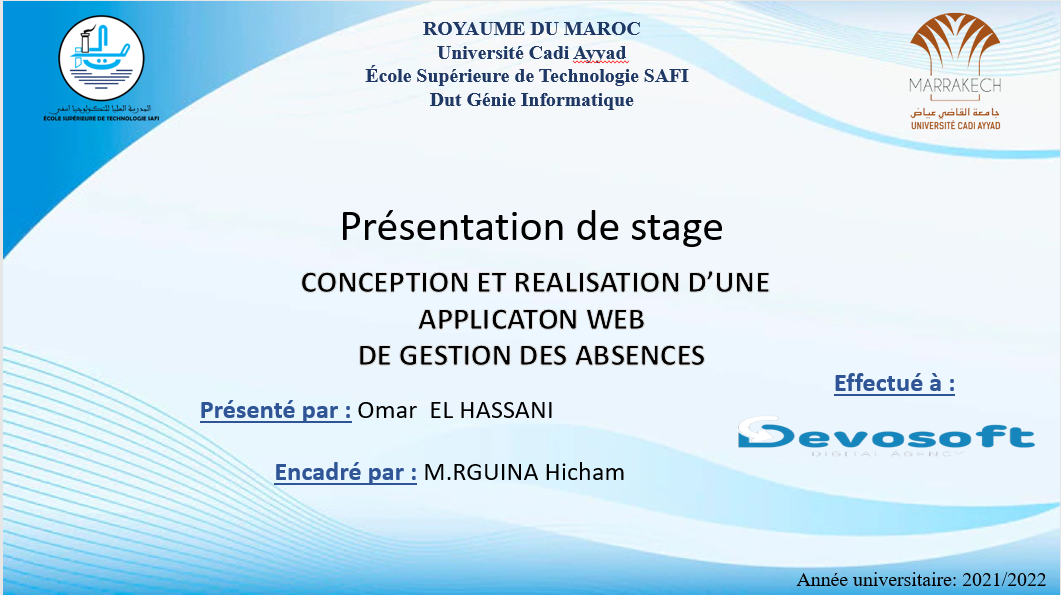 ROYAUME DU MAROC
Université Cadi Ayyad
École Supérieure de Technologie SAFI
Dut Génie Informatique
المدرسة العليا للتكنولوجيا أسفي
ÉCOLE SUPÉRIEURE DE TECHNOLOGIE SAFI
MARRAKECH
جامعة القاضي عياض
UNIVERSITÉ CADI AYYAD
Présentation de stage
CONCEPTION ET REALISATION D’UNE
APPLICATON WEB
DE GESTION DES ABSENCES
Effectué à :
Présenté par : Omar EL HASSANI
Devosoft
DIGITAL AGENCY
Encadré par : M.RGUINA Hicham
Année universitaire: 2021/2022